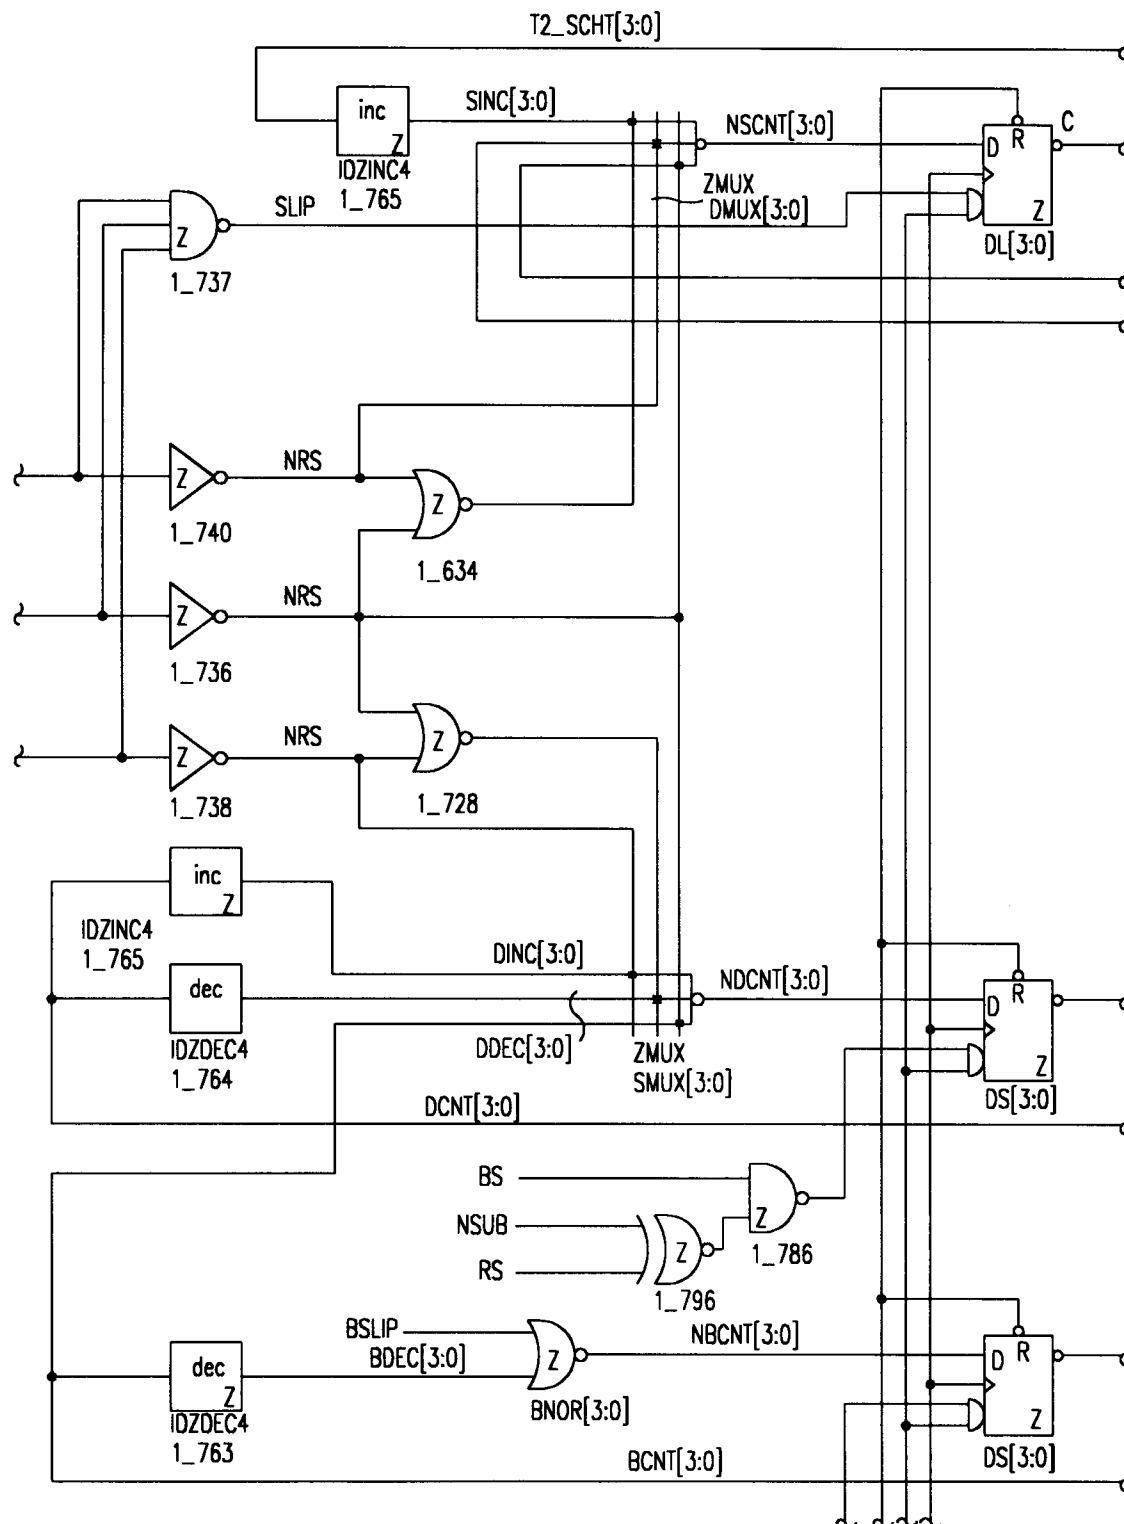 T2_SCHT[3:0]
inc
Z
IDZINC4
1_765
SINC[3:0]
NSCNT[3:0]
ZMUX
DMUX[3:0]
C
D
R
Z
DL[3:0]
Z
SLIP
1_737
Z
NRS
1_740
Z
1_634
Z
NRS
1_736
Z
NRS
1_738
Z
1_728
inc
Z
IDZINC4
1_765
dec
IDZDEC4
1_764
DINC[3:0]
DDEC[3:0]
ZMUX
SMUX[3:0]
NDCNT[3:0]
D
R
Z
DS[3:0]
DCNT[3:0]
BS
NSUB
RS
Z
1_796
Z
1_786
BSLIP
BDEC[3:0]
dec
Z
IDZDEC4
1_763
Z
BNOR[3:0]
NBCNT[3:0]
D
R
Z
DS[3:0]
BCNT[3:0]